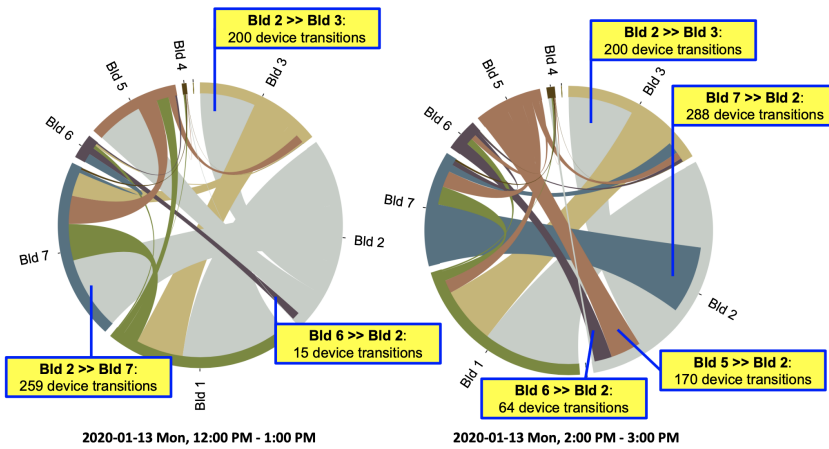 Bld 2 >> Bld 3:
200 device transitions
Bld 4
Bld 5
Bld 3
Bld 6
Bld 7
Bld 2
Bld 6 >> Bld 2:
15 device transitions
Bld 2 >> Bld 7:
259 device transitions
Bld 1
2020-01-13 Mon, 12:00 PM - 1:00 PM
Bld 2 >> Bld 3:
200 device transitions
Bld 4
Bld 5
Bld 3
Bld 7 >> Bld 2:
288 device transitions
Bld 6
Bld 7
Bld 2
Bld 1
Bld 5 >> Bld 2:
170 device transitions
Bld 6 >> Bld 2:
64 device transitions
2020-01-13 Mon, 2:00 PM - 3:00 PM